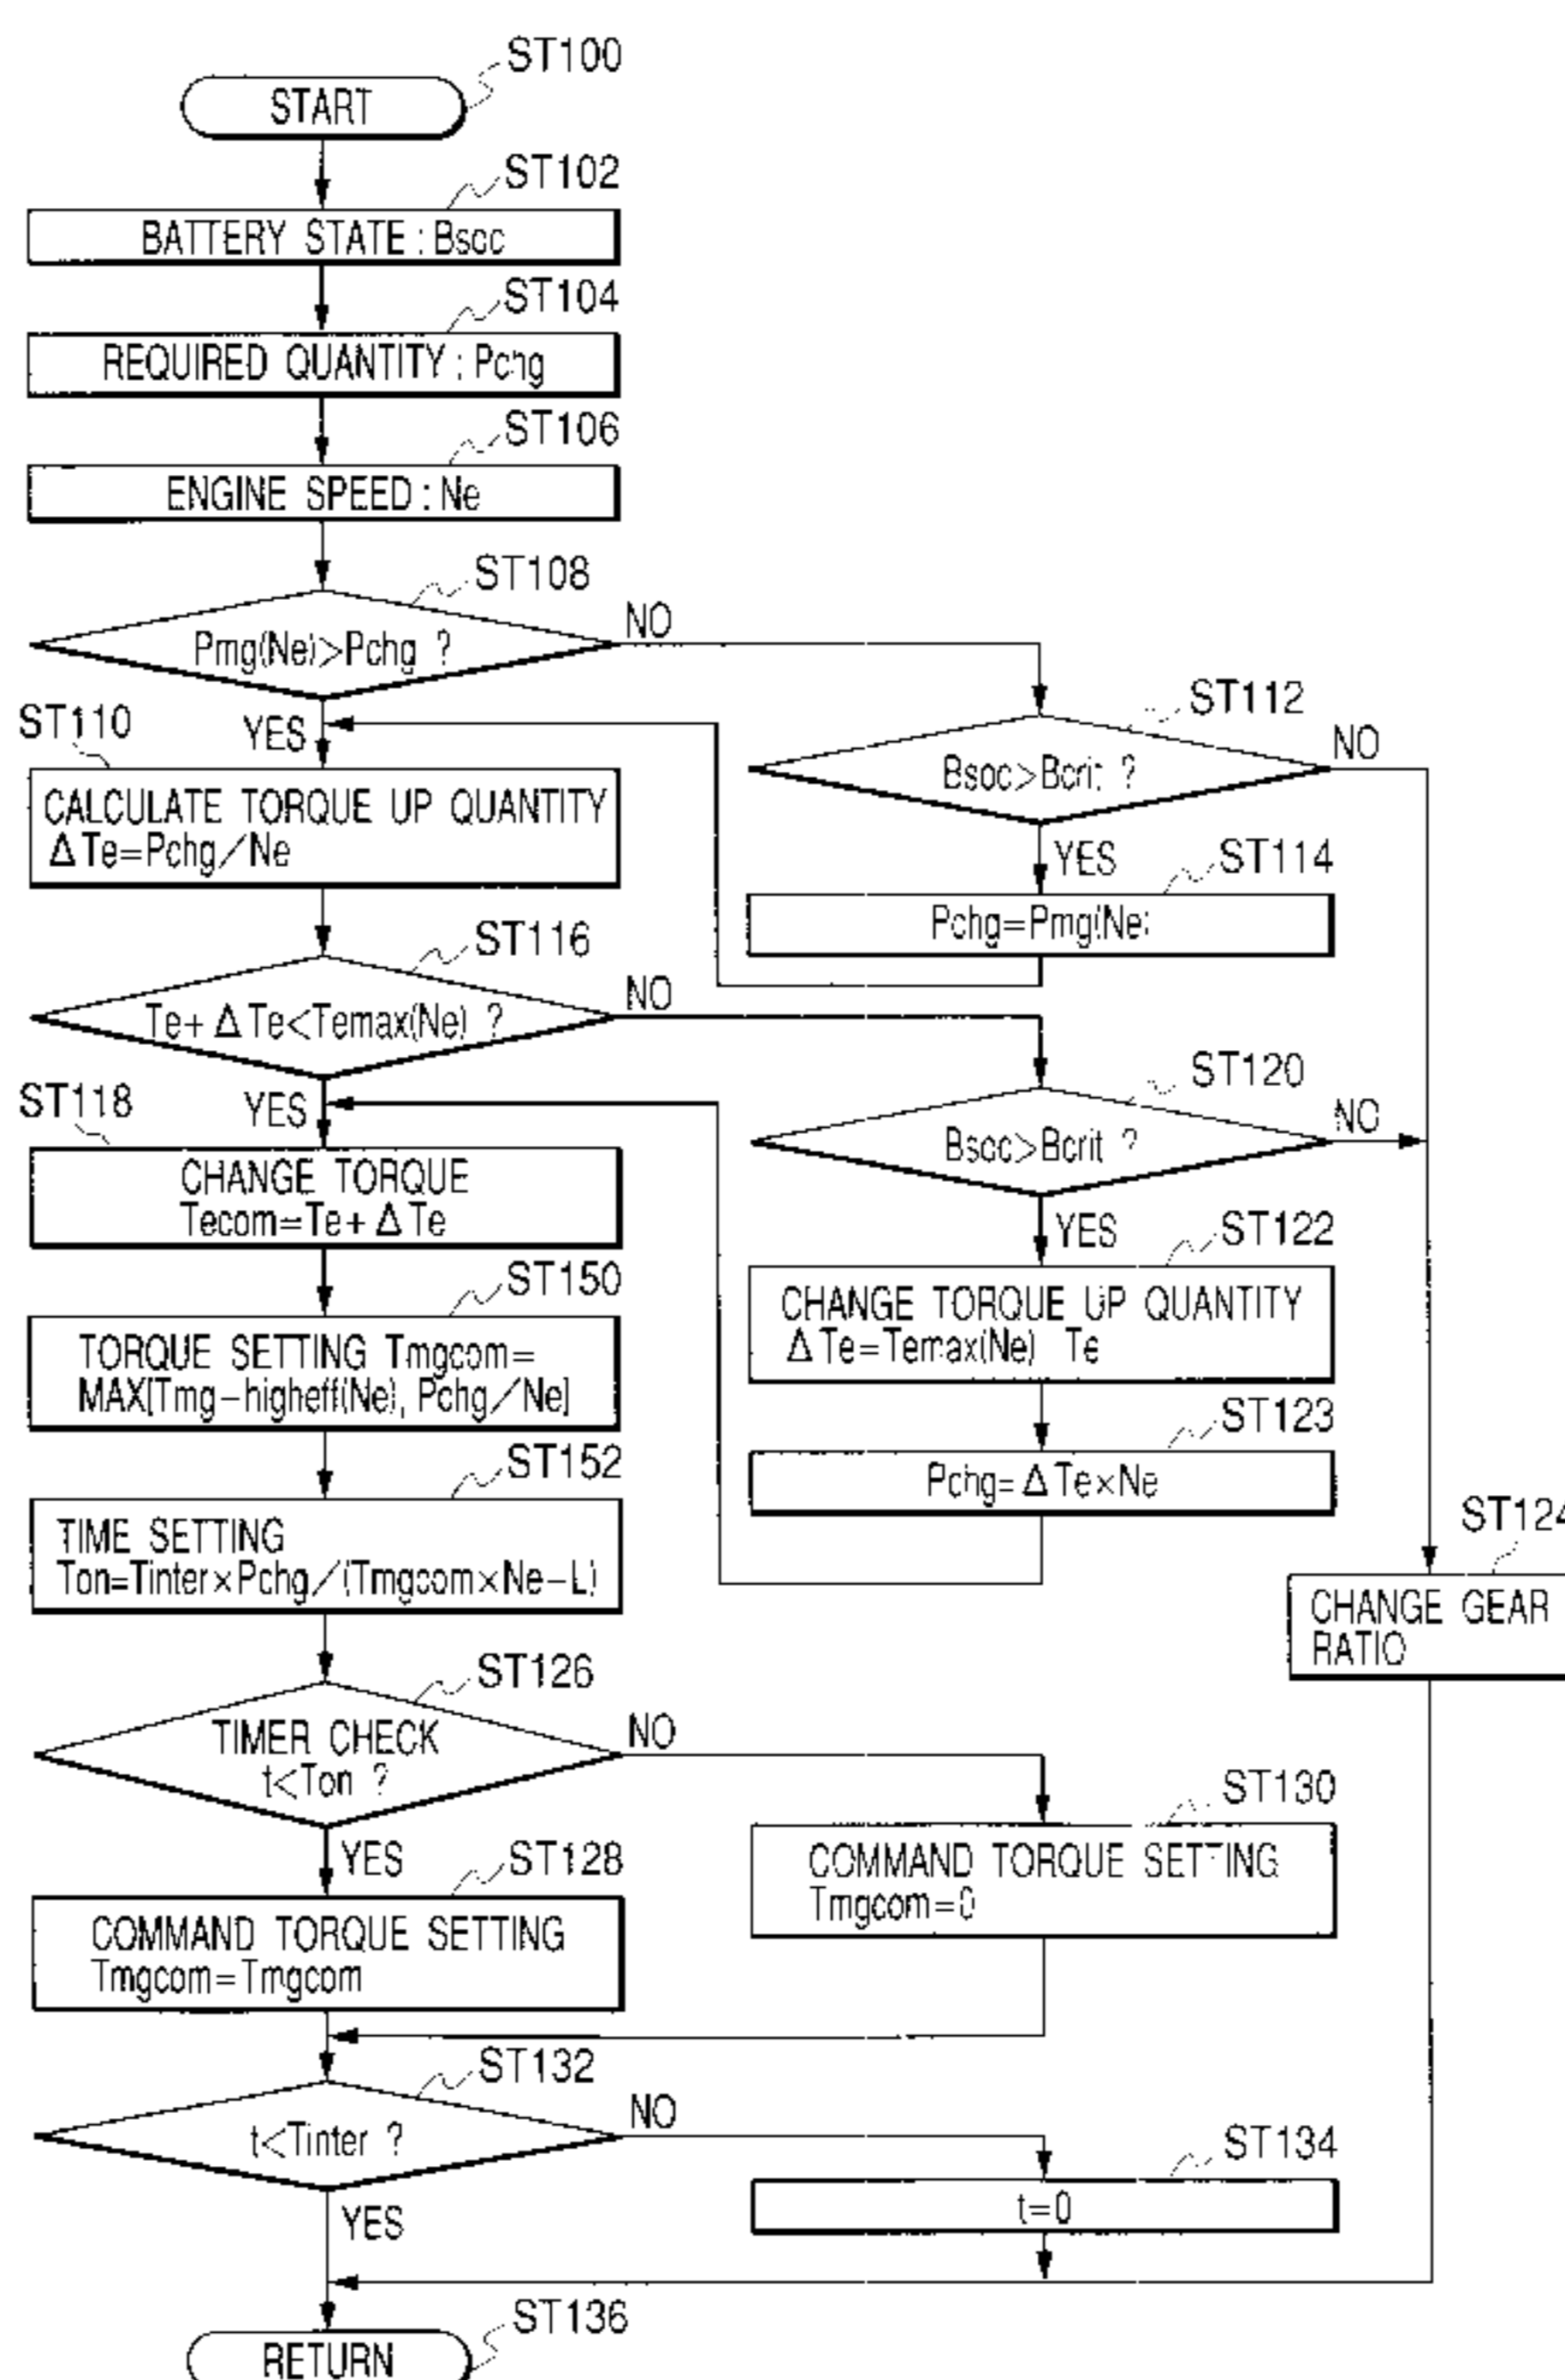 ST100
START
ST102
BATTERY STATE : Bsoc
ST104
REQUIRED QUANTITY : Pchg
ST106
ENGINE SPEED : Ne
ST108
Pmg(Ne)>Pchg ?
NO
ST112
Bsoc>Bcrit ?
NO
ST110
YES
CALCULATE TORQUE UP QUANTITY
ΔTe=Pchg/Ne
YES
ST114
Pchg=Pmg(Ne)
ST116
Te+ΔTe<Temax(Ne) ?
NO
ST120
Bsoc>Bcrit ?
NO
ST118
YES
CHANGE TORQUE
Tecom=Te+ΔTe
YES
ST122
CHANGE TORQUE UP QUANTITY
ΔTe=Temax(Ne) Te
ST150
TORQUE SETTING Tmgcom=
MAX[Tmg-higheff(Ne), Pchg/Ne]
ST123
Pchg=ΔTe×Ne
ST152
TIME SETTING
Ton=Tinter×Pchg/(Tmgcom×Ne-L)
ST124
CHANGE GEAR
RATIO
ST126
TIMER CHECK
t<Ton ?
NO
ST130
COMMAND TORQUE SETTING
Tmgcom=0
YES
ST128
COMMAND TORQUE SETTING
Tmgcom=Tmgcom
ST132
t<Tinter ?
NO
ST134
t=0
YES
ST136
RETURN